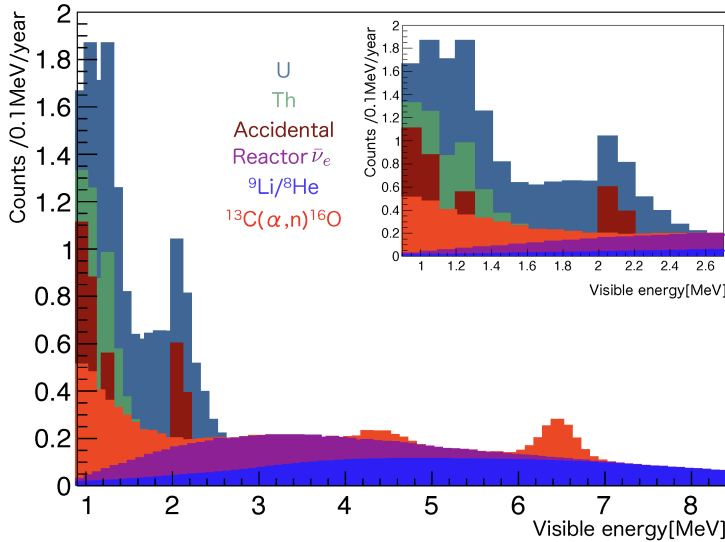 2
1.8
1.6
1.4
1.2
1
0.8
0.6
0.4
0.2
0
Counts /0.1MeV/year
1 2 3 4 5 6 7 8
Visible energy[MeV]
U
Th
Accidental
Reactor ν̄ₑ
⁹Li/⁸He
¹³C(α,n)¹⁶O
2
1.8
1.6
1.4
1.2
1
0.8
0.6
0.4
0.2
0
Counts /0.1MeV/year
1 1.2 1.4 1.6 1.8 2 2.2 2.4 2.6
Visible energy[MeV]